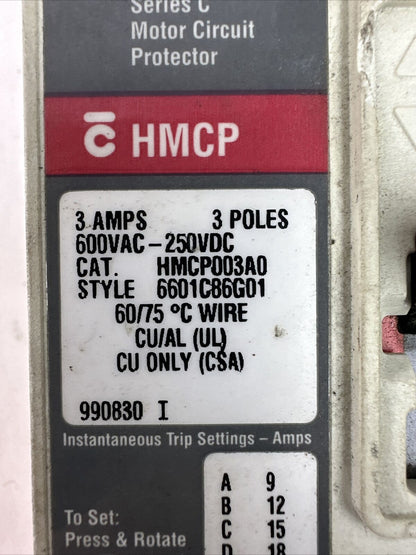 Series C
Motor Circuit
Protector
HMCP
3 AMPS 3 POLES
600VAC-250VDC
CAT. HMCP003A0
STYLE 6601C86G01
60/75 °C WIRE
CU/AL (UL)
CU ONLY (CSA)
990830 I
Instantaneous Trip Settings – Amps
To Set:
Press & Rotate
A 9
B 12
C 15
D 18